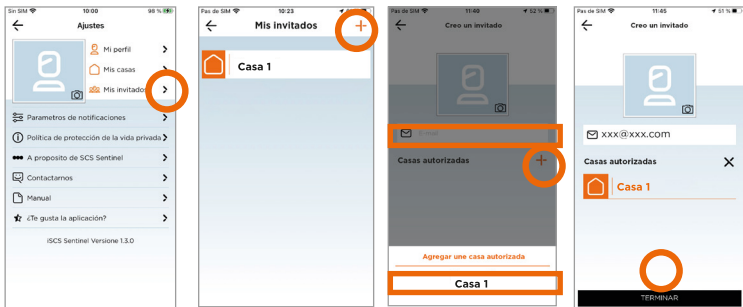 Sin SIM 10:00 98 %
Ajustes
Mi perfil
Mis casas
Mis invitados
Parametros de notificaciones
Política de protección de la vida privada
A proposito de SCS Sentinel
Contactarnos
Manual
¿Te gusta la aplicación?
iSCS Sentinel Versione 1.3.0
Pas de SIM 10:23
Mis invitados
Casa 1
Pas de SIM 11:40 52 %
Creo un invitado
E-mail
Casas autorizadas
Agregar une casa autorizada
Casa 1
Pas de SIM 11:45 51 %
Creo un invitado
xxx@xxx.com
Casas autorizadas
Casa 1
TERMINAR